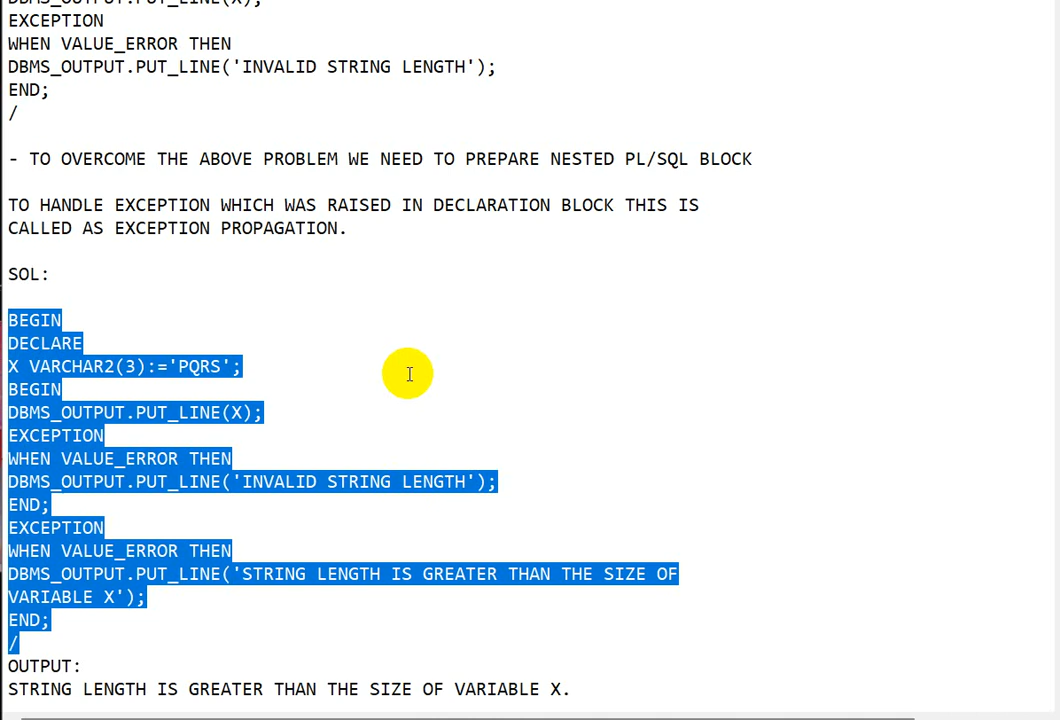 DBMS_OUTPUT.PUT_LINE(X);
EXCEPTION
WHEN VALUE_ERROR THEN
DBMS_OUTPUT.PUT_LINE('INVALID STRING LENGTH');
END;
/
- TO OVERCOME THE ABOVE PROBLEM WE NEED TO PREPARE NESTED PL/SQL BLOCK
TO HANDLE EXCEPTION WHICH WAS RAISED IN DECLARATION BLOCK THIS IS
CALLED AS EXCEPTION PROPAGATION.
SOL:
BEGIN
DECLARE
X VARCHAR2(3):='PQRS';
BEGIN
DBMS_OUTPUT.PUT_LINE(X);
EXCEPTION
WHEN VALUE_ERROR THEN
DBMS_OUTPUT.PUT_LINE('INVALID STRING LENGTH');
END;
EXCEPTION
WHEN VALUE_ERROR THEN
DBMS_OUTPUT.PUT_LINE('STRING LENGTH IS GREATER THAN THE SIZE OF
VARIABLE X');
END;
/
OUTPUT:
STRING LENGTH IS GREATER THAN THE SIZE OF VARIABLE X.